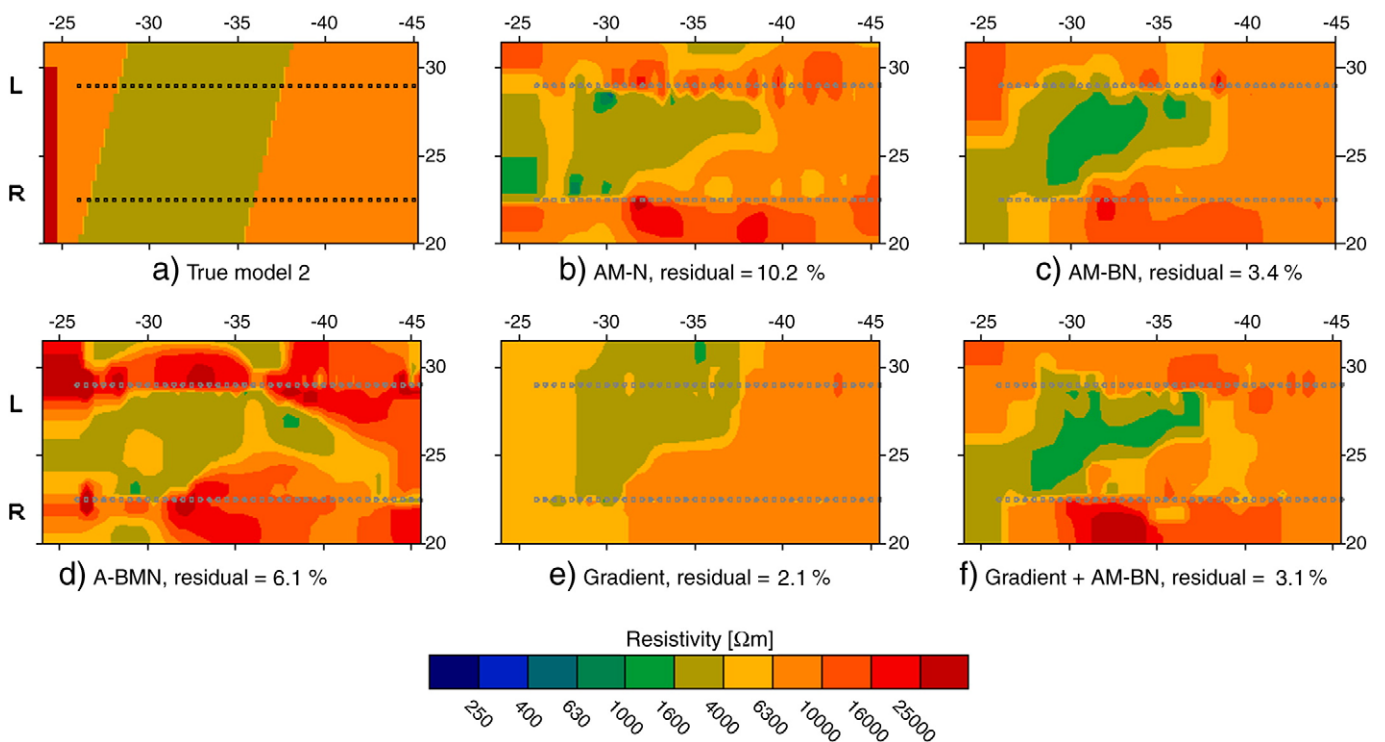 -25 -30 -35 -40 -45 -25 -30 -35 -40 -45 -25 -30 -35 -40 -45
L 30 30 30
25 25 25
R
20 20 20
a) True model 2 b) AM-N, residual = 10.2 % c) AM-BN, residual = 3.4 %
-25 -30 -35 -40 -45 -25 -30 -35 -40 -45 -25 -30 -35 -40 -45
30 30 30
L
25 25 25
R
20 20 20
d) A-BMN, residual = 6.1 % e) Gradient, residual = 2.1 % f) Gradient + AM-BN, residual = 3.1 %
Resistivity [Ωm]
250 400 630 1000 1600 4000 6300 10000 16000 25000